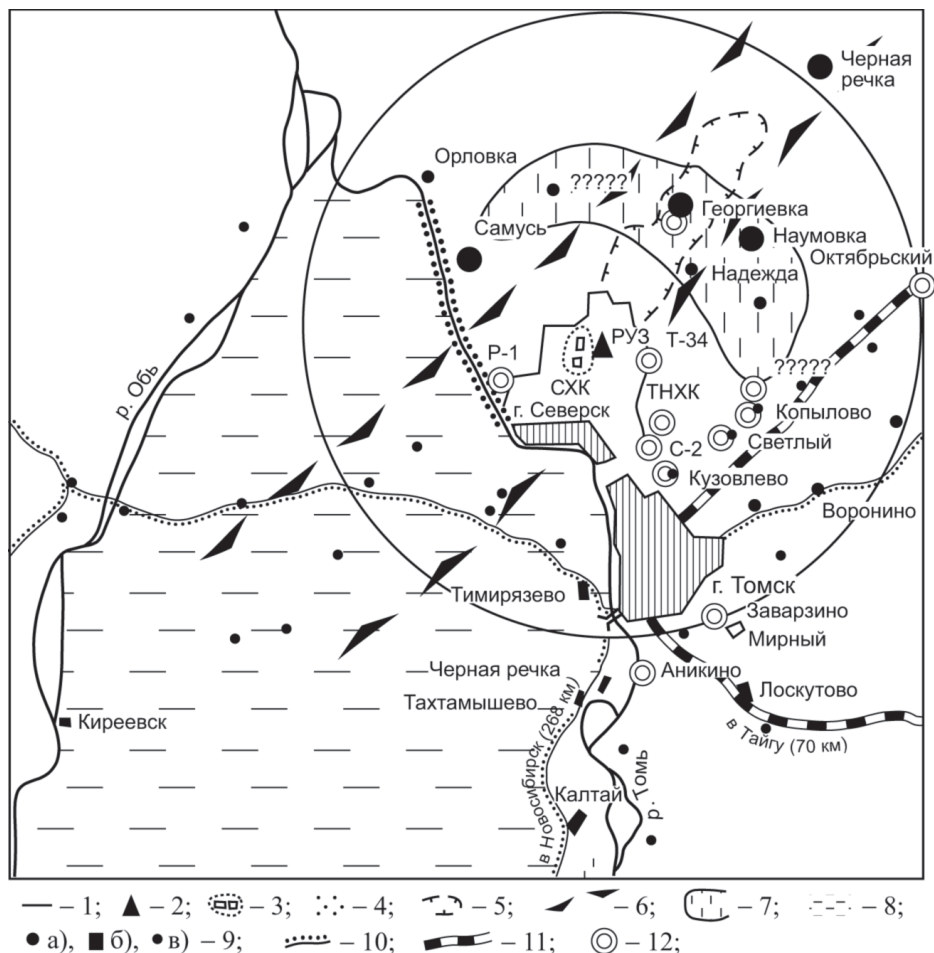 Черная
речка
Орловка
?????
Георгиевка
Самусь
Наумовка
Октябрьский
Надежда
РУЗ
Т-34
Р-1
?????
СХК
ТНХК
г. Северск
Копылово
С-2
Светлый
Кузовлево
р. Обь
Воронино
г. Томск
Тимирязево
Заварзино
Мирный
Черная речка
Аникино
Тахтамышево
Лоскутово
Киреевск
в Тайгу (70 км)
в Новосибирск (268 км)
Калтай
р. Томь
– 1; – 2; – 3; – 4; – 5; – 6; – 7; – 8;
а), б), в) – 9; – 10; – 11; – 12;